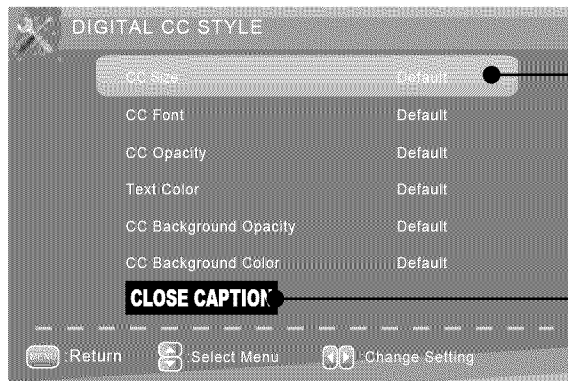 DIGITAL CC STYLE
CC Size Default
CC Font Default
CC Opacity Default
Text Color Default
CC Background Opacity Default
CC Background Color Default
CLOSE CAPTION
MENU :Return :Select Menu :Change Setting